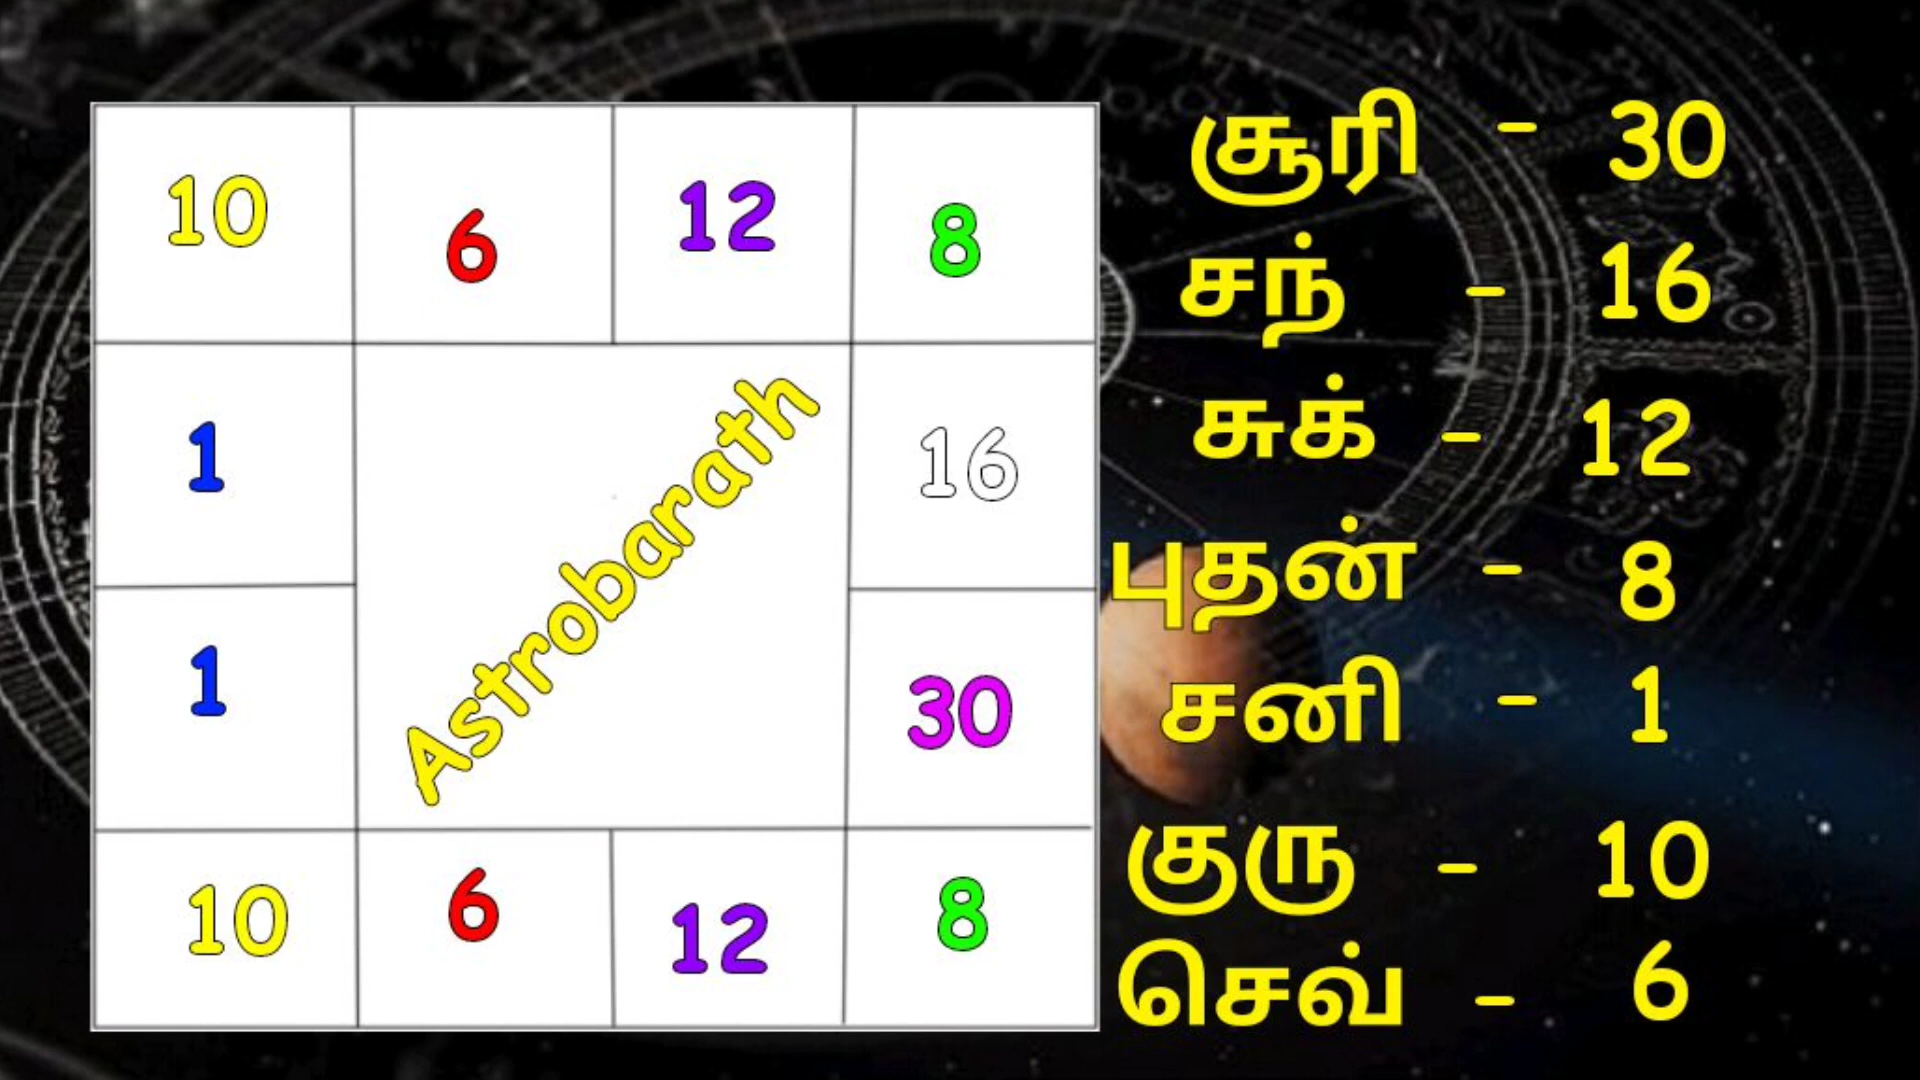 10 6 12 8
1 16
1 30
Astrobarath
10 6 12 8
சூரி - 30
சந் - 16
சுக் - 12
புதன் - 8
சனி - 1
குரு - 10
செவ் - 6